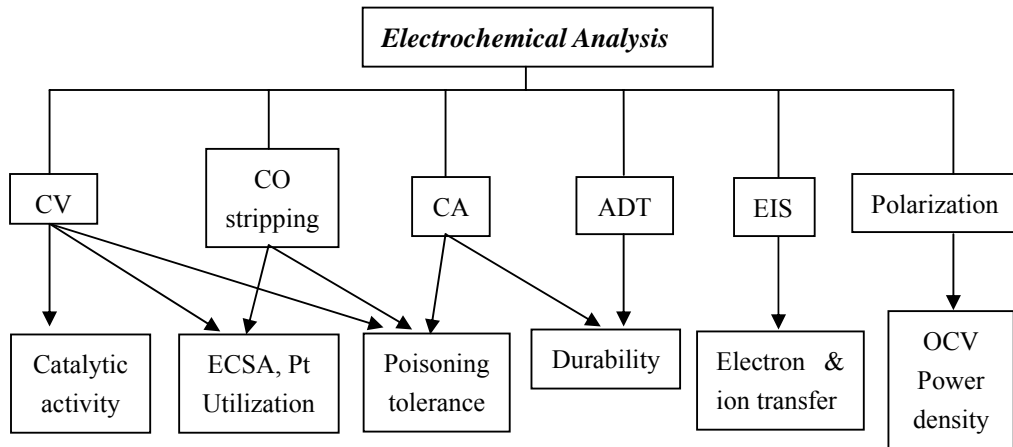 Electrochemical Analysis
CV
CO
stripping
CA
ADT
EIS
Polarization
Catalytic
activity
ECSA, Pt
Utilization
Poisoning
tolerance
Durability
Electron &
ion transfer
OCV
Power
density